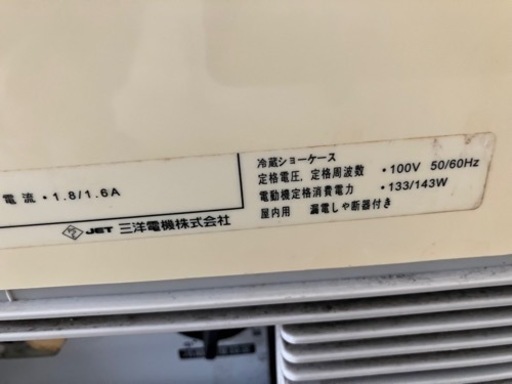 冷蔵ショーケース
定格電圧,定格周波数 ・100V 50/60Hz
電動機定格消費電力 ・133/143W
屋内用 漏電しゃ断器付き
電流・1.8/1.6A
JET 三洋電機株式会社